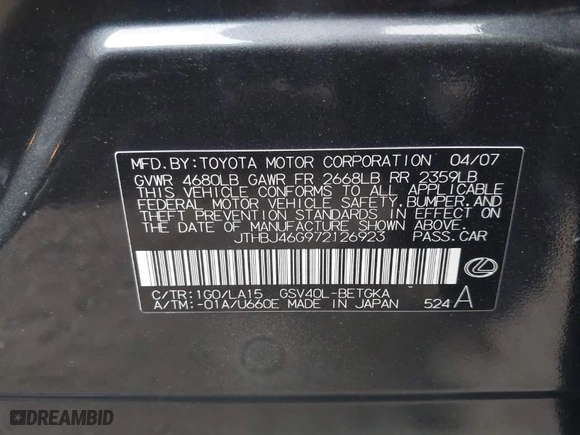 MFD.BY:TOYOTA MOTOR CORPORATION 04/07
GVWR 4680LB GAWR FR 2668LB RR 2359LB
THIS VEHICLE CONFORMS TO ALL APPLICABLE
FEDERAL MOTOR VEHICLE SAFETY,BUMPER,AND
THEFT PREVENTION STANDARDS IN EFFECT ON
THE DATE OF MANUFACTURE SHOWN ABOVE.
JTHBJ46G972126923 PASS.CAR
C/TR:1G0/LA15 GSV40L-BETGKA
A/TM:-01A/U660E MADE IN JAPAN 524 A
DREAMBID